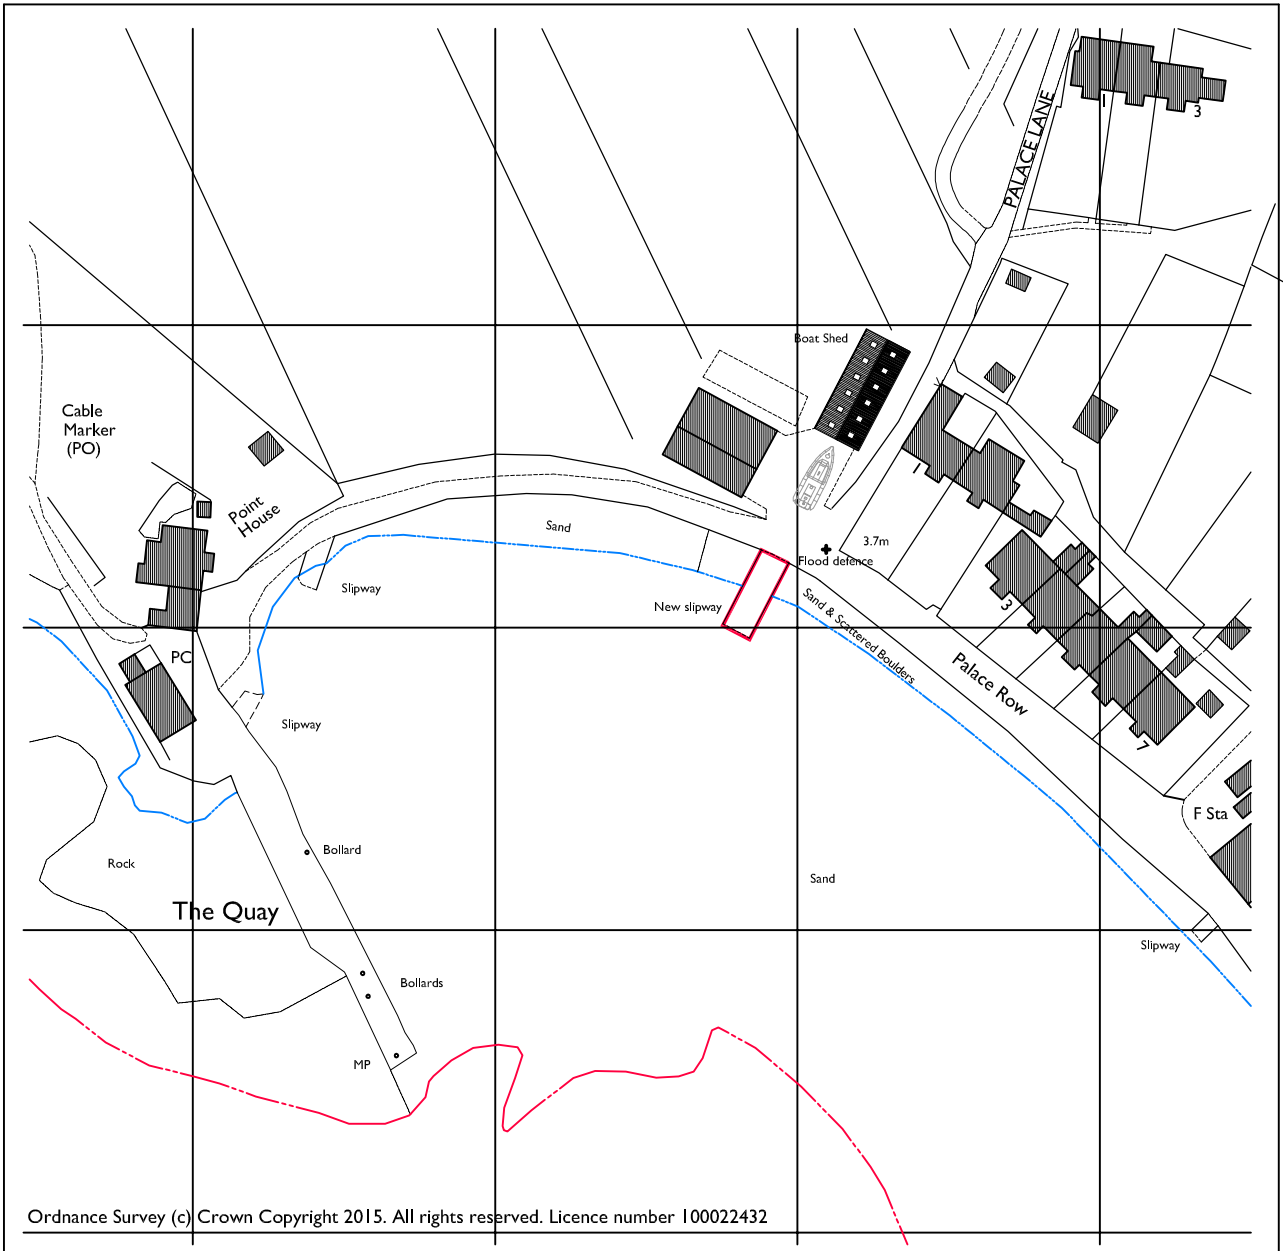 PALACE LANE
1
3
Boat Shed
Cable
Marker
(PO)
Point
House
1
Sand
3.7m
Flood defence
Slipway
New slipway
Sand & Scattered Boulders
3
PC
Palace Row
Slipway
7
F Sta
Bollard
Rock
Sand
The Quay
Slipway
Bollards
MP
Ordnance Survey (c) Crown Copyright 2015. All rights reserved. Licence number 100022432